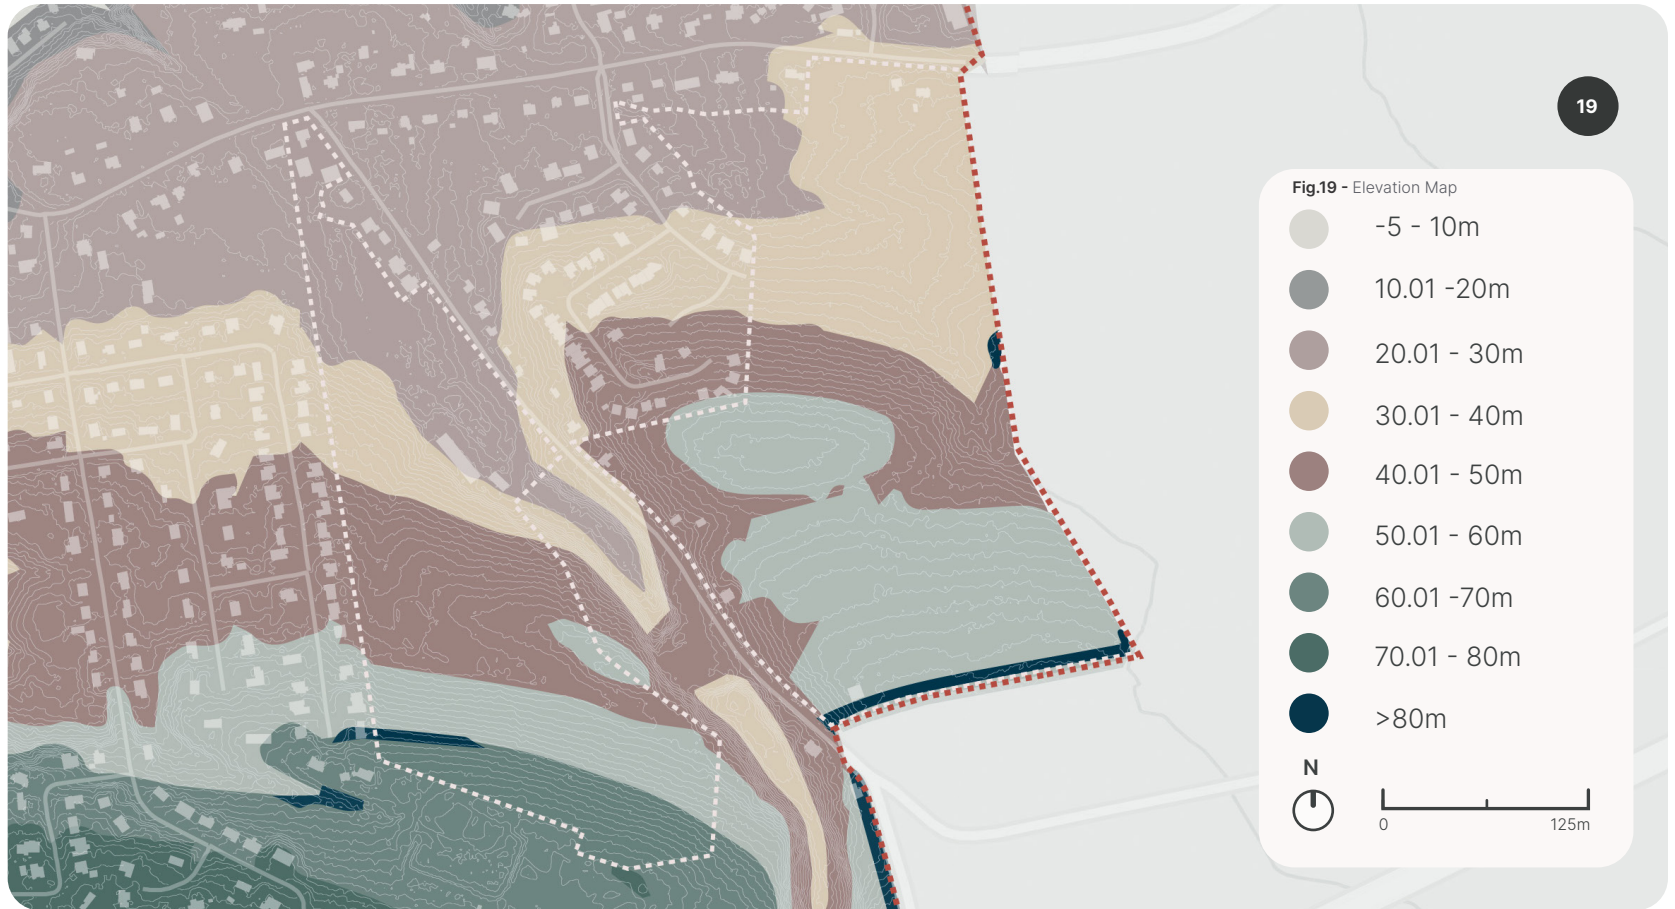 19
Fig.19 - Elevation Map
-5 - 10m
10.01 -20m
20.01 - 30m
30.01 - 40m
40.01 - 50m
50.01 - 60m
60.01 -70m
70.01 - 80m
>80m
N
0 125m